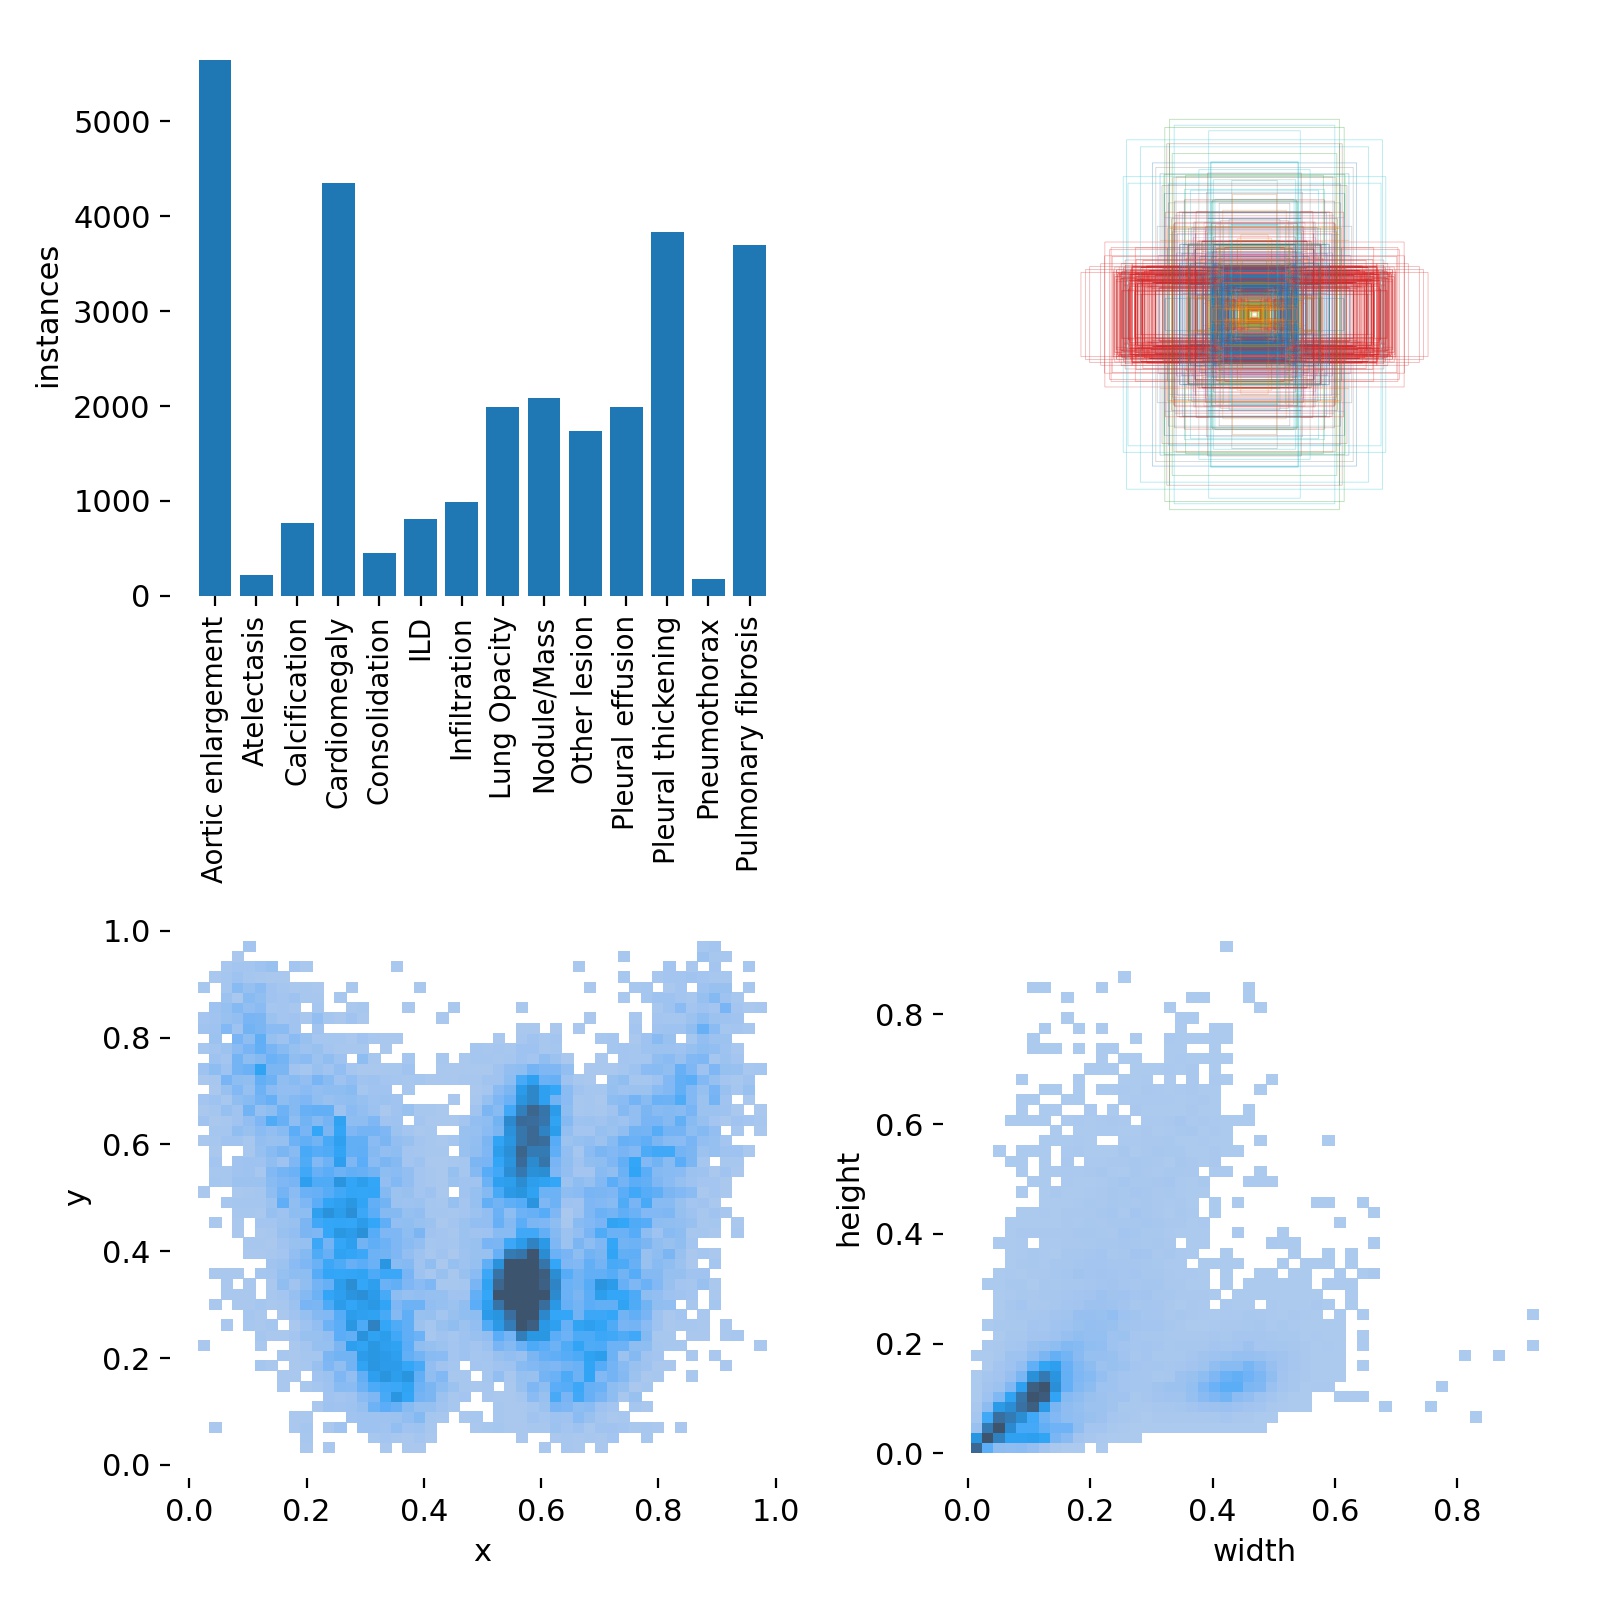 instances
5000
4000
3000
2000
1000
0
Aortic enlargement
Atelectasis
Calcification
Cardiomegaly
Consolidation
ILD
Infiltration
Lung Opacity
Nodule/Mass
Other lesion
Pleural effusion
Pleural thickening
Pneumothorax
Pulmonary fibrosis
y
1.0
0.8
0.6
0.4
0.2
0.0
0.0 0.2 0.4 0.6 0.8 1.0
x
height
0.8
0.6
0.4
0.2
0.0
0.0 0.2 0.4 0.6 0.8
width